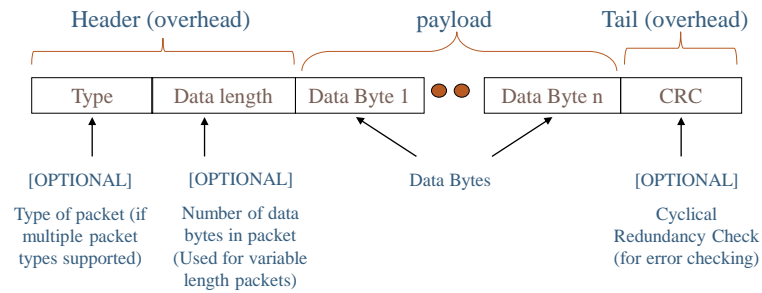 Header (overhead) payload Tail (overhead)
Type Data length Data Byte 1 Data Byte n CRC
[OPTIONAL]
Type of packet (if
multiple packet
types supported)
[OPTIONAL]
Number of data
bytes in packet
(Used for variable
length packets)
Data Bytes
[OPTIONAL]
Cyclical
Redundancy Check
(for error checking)